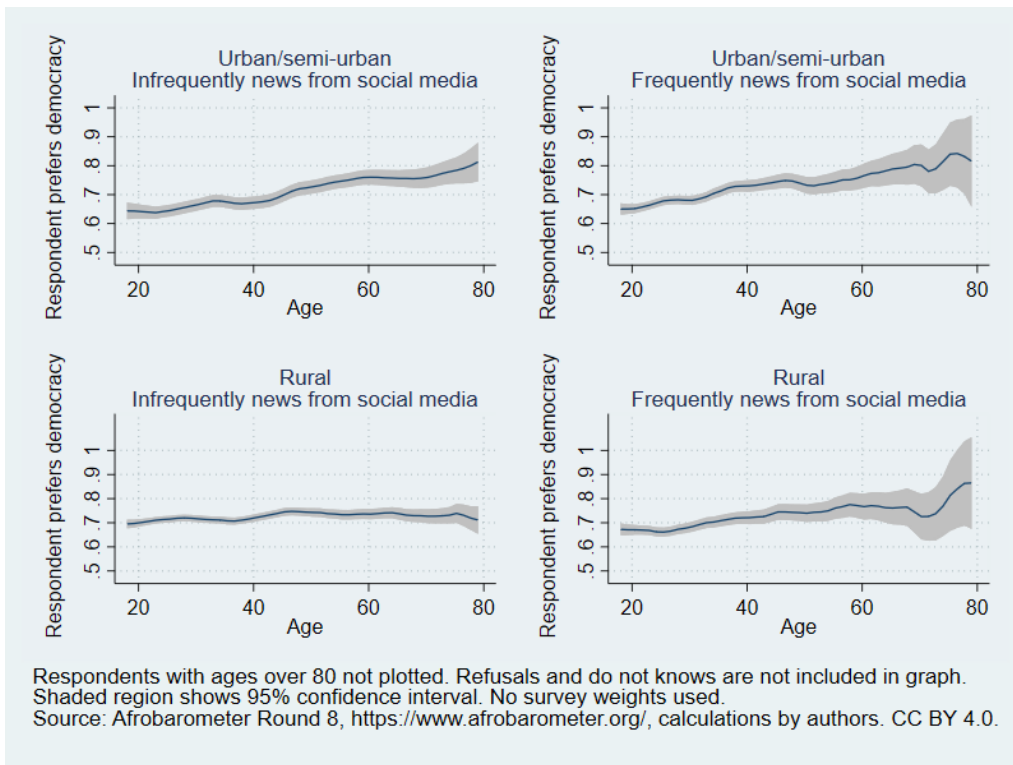 Urban/semi-urban
Infrequently news from social media
Respondent prefers democracy
1
.9
.8
.7
.6
.5
20 40 60 80
Age
Urban/semi-urban
Frequently news from social media
Respondent prefers democracy
1
.9
.8
.7
.6
.5
20 40 60 80
Age
Rural
Infrequently news from social media
Respondent prefers democracy
1
.9
.8
.7
.6
.5
20 40 60 80
Age
Rural
Frequently news from social media
Respondent prefers democracy
1
.9
.8
.7
.6
.5
20 40 60 80
Age
Respondents with ages over 80 not plotted. Refusals and do not knows are not included in graph.
Shaded region shows 95% confidence interval. No survey weights used.
Source: Afrobarometer Round 8, https://www.afrobarometer.org/, calculations by authors. CC BY 4.0.